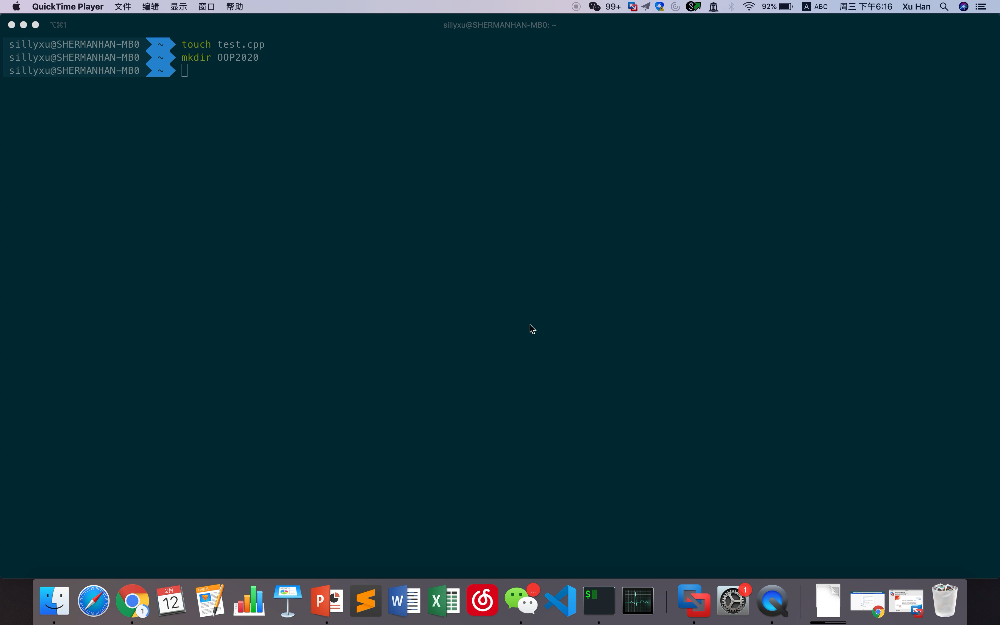 QuickTime Player 文件 编辑 显示 窗口 帮助 99+ 92% A ABC 周三 下午6:16 Xu Han
⌥⌘1 sillyxu@SHERMANHAN-MB0: ~
sillyxu@SHERMANHAN-MB0 ~ touch test.cpp
sillyxu@SHERMANHAN-MB0 ~ mkdir OOP2020
sillyxu@SHERMANHAN-MB0 ~
1 2月 12 PAGES KEYNOTE P W X ... $ 1